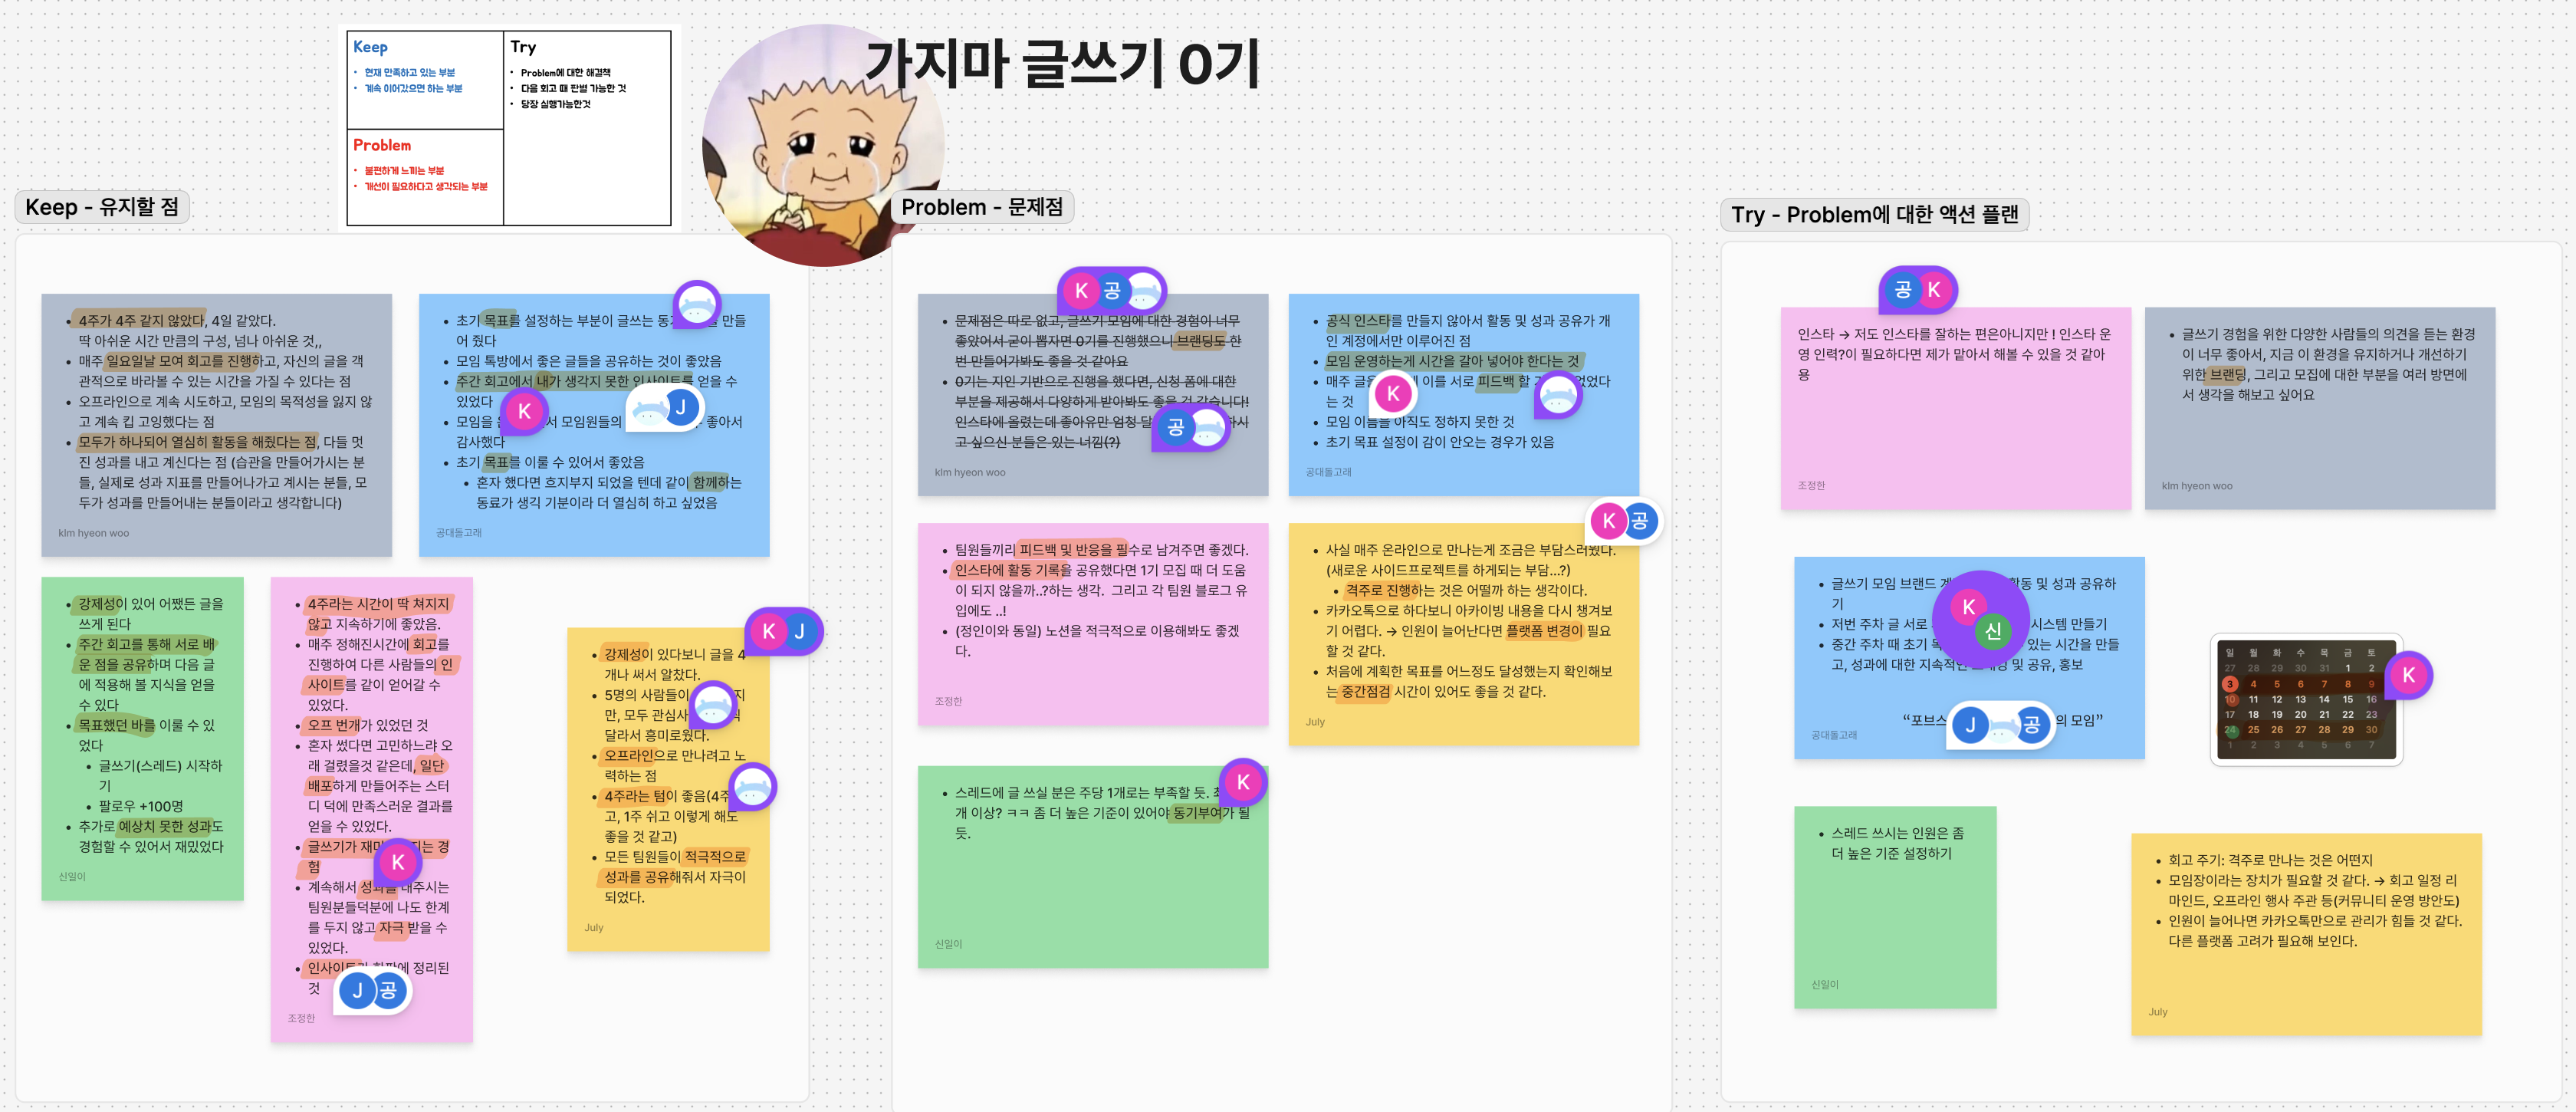 가지마 글쓰기 0기
Keep
• 현재 만족하고 있는 부분
• 계속 이어갔으면 하는 부분
Try
• Problem에 대한 해결책
• 다음 회고 때 판별 가능한 것
• 당장 실행가능한것
Problem
• 불편하게 느끼는 부분
• 개선이 필요하다고 생각되는 부분
Keep - 유지할 점
• 4주가 4주 같지 않았다, 4일 같았다.
딱 아쉬운 시간 만큼의 구성, 넘나 아쉬운 것,,
• 매주 일요일날 모여 회고를 진행하고, 자신의 글을 객
관적으로 바라볼 수 있는 시간을 가질 수 있다는 점
• 오프라인으로 계속 시도하고, 모임의 목적성을 잃지 않
고 계속 킵 고잉했다는 점
• 모두가 하나되어 열심히 활동을 해줬다는 점, 다들 멋
진 성과를 내고 계신다는 점 (습관을 만들어가시는 분
들, 실제로 성과 지표를 만들어나가고 계시는 분들, 모
두가 성과를 만들어내는 분들이라고 생각합니다)
klm hyeon woo
• 초기 목표를 설정하는 부분이 글쓰는 만들
어 줬다
• 모임 톡방에서 좋은 글들을 공유하는 것이 좋았음
• 주간 회고에서 내가 생각지 못한 인사이트를 얻을 수
있었다
• 모임을 모임원들의 좋아서
감사했다
• 초기 목표를 이룰 수 있어서 좋았음
• 혼자 했다면 흐지부지 되었을 텐데 같이 함께하는
동료가 생긱 기분이라 더 열심히 하고 싶었음
공대돌고래
K
J
• 강제성이 있어 어쨌든 글을
쓰게 된다
• 주간 회고를 통해 서로 배
운 점을 공유하며 다음 글
에 적용해 볼 지식을 얻을
수 있다
• 목표했던 바를 이룰 수 있
었다
• 글쓰기(스레드) 시작하
기
• 팔로우 +100명
• 추가로 예상치 못한 성과도
경험할 수 있어서 재밌었다
신일이
• 4주라는 시간이 딱 쳐지지
않고 지속하기에 좋았음.
• 매주 정해진시간에 회고를
진행하여 다른 사람들의 인
사이트를 같이 얻어갈 수
있었다.
• 오프 번개가 있었던 것
• 혼자 썼다면 고민하느라 오
래 걸렸을것 같은데, 일단
배포하게 만들어주는 스터
디 덕에 만족스러운 결과를
얻을 수 있었다.
• 글쓰기가 경
험
• 계속해서 내주시는
팀원분들덕분에 나도 한계
를 두지 않고 자극 받을 수
있었다.
• 정리된
것
조정한
K
J 공
• 강제성이 있다보니 글을 4
개나 써서 알찼다.
• 5명의 사람들이
만, 모두
달라서 흥미로웠다.
• 오프라인으로 만나려고 노
력하는 점
• 4주라는 텀이 좋음(4주
고, 1주 쉬고 이렇게 해도
좋을 것 같고)
• 모든 팀원들이 적극적으로
성과를 공유해줘서 자극이
되었다.
July
K J
Problem - 문제점
K 공
• 문제점은 따로 없고, 글쓰기 모임에 대한 경험이 너무
좋았어서 굳이 뽑자면 0기를 진행했으니 브랜딩도 한
번 만들어가봐도 좋을 것 같아요
• 0기는 지인 기반으로 진행을 했다면, 신청 폼에 대한
부분을 제공해서 다양하게 받아봐도 좋을 것 같습니다!
인스타에 올렸는데 좋아유만 엄청
고 싶으신 분들은 있는 너낌(?)
klm hyeon woo
공
• 공식 인스타를 만들지 않아서 활동 및 성과 공유가 개
인 계정에서만 이루어진 점
• 모임 운영하는게 시간을 갈아 넣어야 한다는 것
• 매주 이를 서로 피드백 할
는 것
• 모임 이름을 아직도 정하지 못한 것
• 초기 목표 설정이 감이 안오는 경우가 있음
공대돌고래
K
• 팀원들끼리 피드백 및 반응을 필수로 남겨주면 좋겠다.
• 인스타에 활동 기록을 공유했다면 1기 모집 때 더 도움
이 되지 않을까..?하는 생각. 그리고 각 팀원 블로그 유
입에도 ..!
• (정인이와 동일) 노션을 적극적으로 이용해봐도 좋겠
다.
조정한
K 공
• 사실 매주 온라인으로 만나는게 조금은 부담스러웠다.
(새로운 사이드프로젝트를 하게되는 부담...?)
• 격주로 진행하는 것은 어떨까 하는 생각이다.
• 카카오톡으로 하다보니 아카이빙 내용을 다시 챙겨보
기 어렵다. → 인원이 늘어난다면 플랫폼 변경이 필요
할 것 같다.
• 처음에 계획한 목표를 어느정도 달성했는지 확인해보
는 중간점검 시간이 있어도 좋을 것 같다.
July
• 스레드에 글 쓰실 분은 주당 1개로는 부족할 듯.
개 이상? ㅋㅋ 좀 더 높은 기준이 있어야 동기부여가 될
듯.
신일이
K
Try - Problem에 대한 액션 플랜
공 K
인스타 → 저도 인스타를 잘하는 편은아니지만 ! 인스타 운
영 인력?이 필요하다면 제가 맡아서 해볼 수 있을 것 같아
용
조정한
• 글쓰기 경험을 위한 다양한 사람들의 의견을 듣는 환경
이 너무 좋아서, 지금 이 환경을 유지하거나 개선하기
위한 브랜딩, 그리고 모집에 대한 부분을 여러 방면에
서 생각을 해보고 싶어요
klm hyeon woo
• 글쓰기 모임 브랜드 활동 및 성과 공유하
기
• 저번 주차 글 서로 시스템 만들기
• 중간 주차 때 초기 있는 시간을 만들
고, 성과에 대한 지속적인 및 공유, 홍보
“포브스 의 모임”
공대돌고래
K
신
J 공
일 월 화 수 목 금 토
27 28 29 30 31 1 2
3 4 5 6 7 8 9
10 11 12 13 14 15 16
17 18 19 20 21 22 23
24 25 26 27 28 29 30
1 2 3 4 5 6 7
K
• 스레드 쓰시는 인원은 좀
더 높은 기준 설정하기
신일이
• 회고 주기: 격주로 만나는 것은 어떤지
• 모임장이라는 장치가 필요할 것 같다. → 회고 일정 리
마인드, 오프라인 행사 주관 등(커뮤니티 운영 방안도)
• 인원이 늘어나면 카카오톡만으로 관리가 힘들 것 같다.
다른 플랫폼 고려가 필요해 보인다.
July